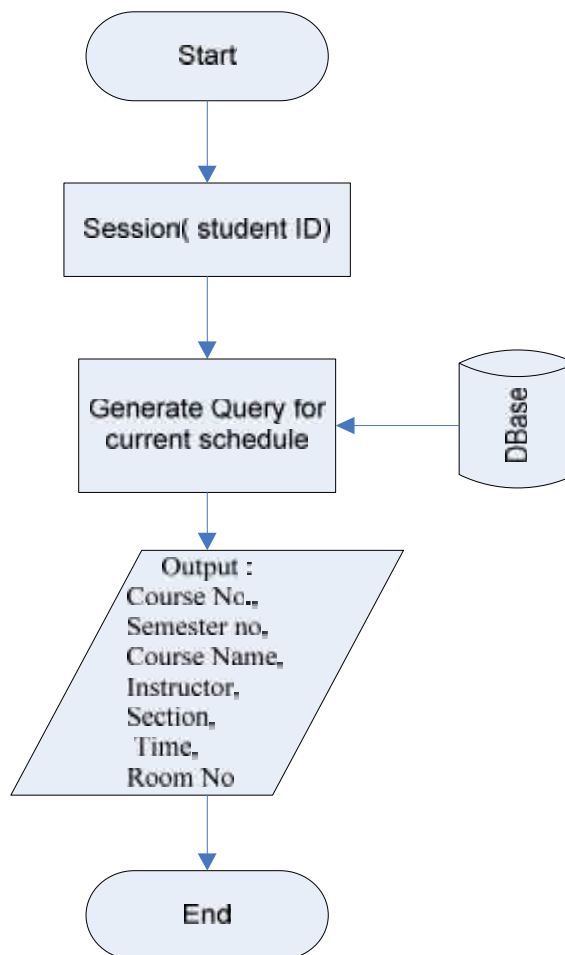 Start
Session( student ID)
Generate Query for
current schedule
DBase
Output :
Course No.,
Semester no,
Course Name,
Instructor,
Section,
Time,
Room No
End